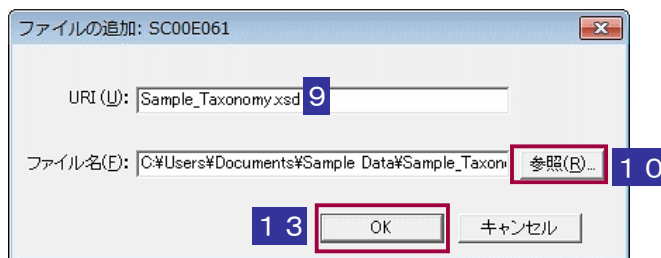 ファイルの追加: SC00E061
URI (U): Sample_Taxonomy.xsd 9
ファイル名(F): C:¥Users¥Documents¥Sample Data¥Sample_Taxon 参照(R)... 10
13 OK キャンセル